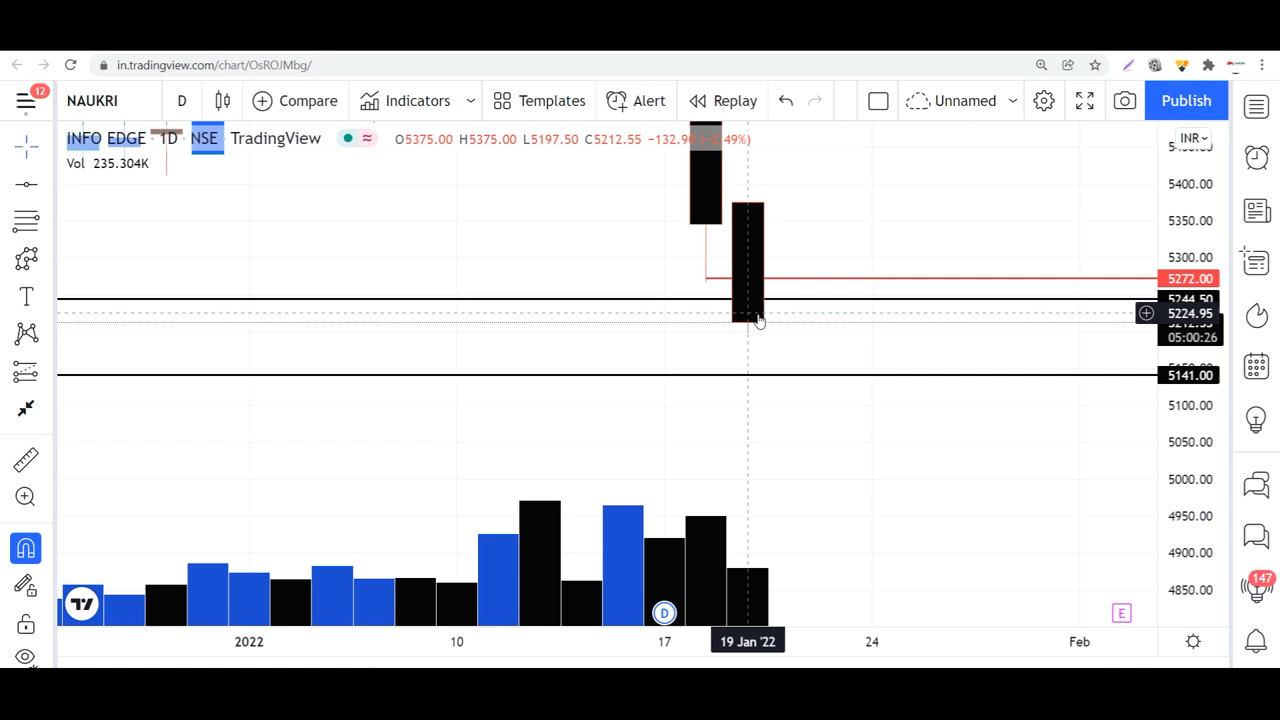 in.tradingview.com/chart/OsROJMbg/
12
NAUKRI D Compare Indicators Templates Alert Replay Unnamed Publish
INFO EDGE · 1D · NSE TradingView O5375.00 H5375.00 L5197.50 C5212.55
Vol 235.304K
INR
5400.00
5350.00
5300.00
5272.00
5244.50
5224.95
05:00:26
5141.00
5100.00
5050.00
5000.00
4950.00
4900.00
4850.00
147
D
E
2022 10 17 19 Jan '22 24 Feb